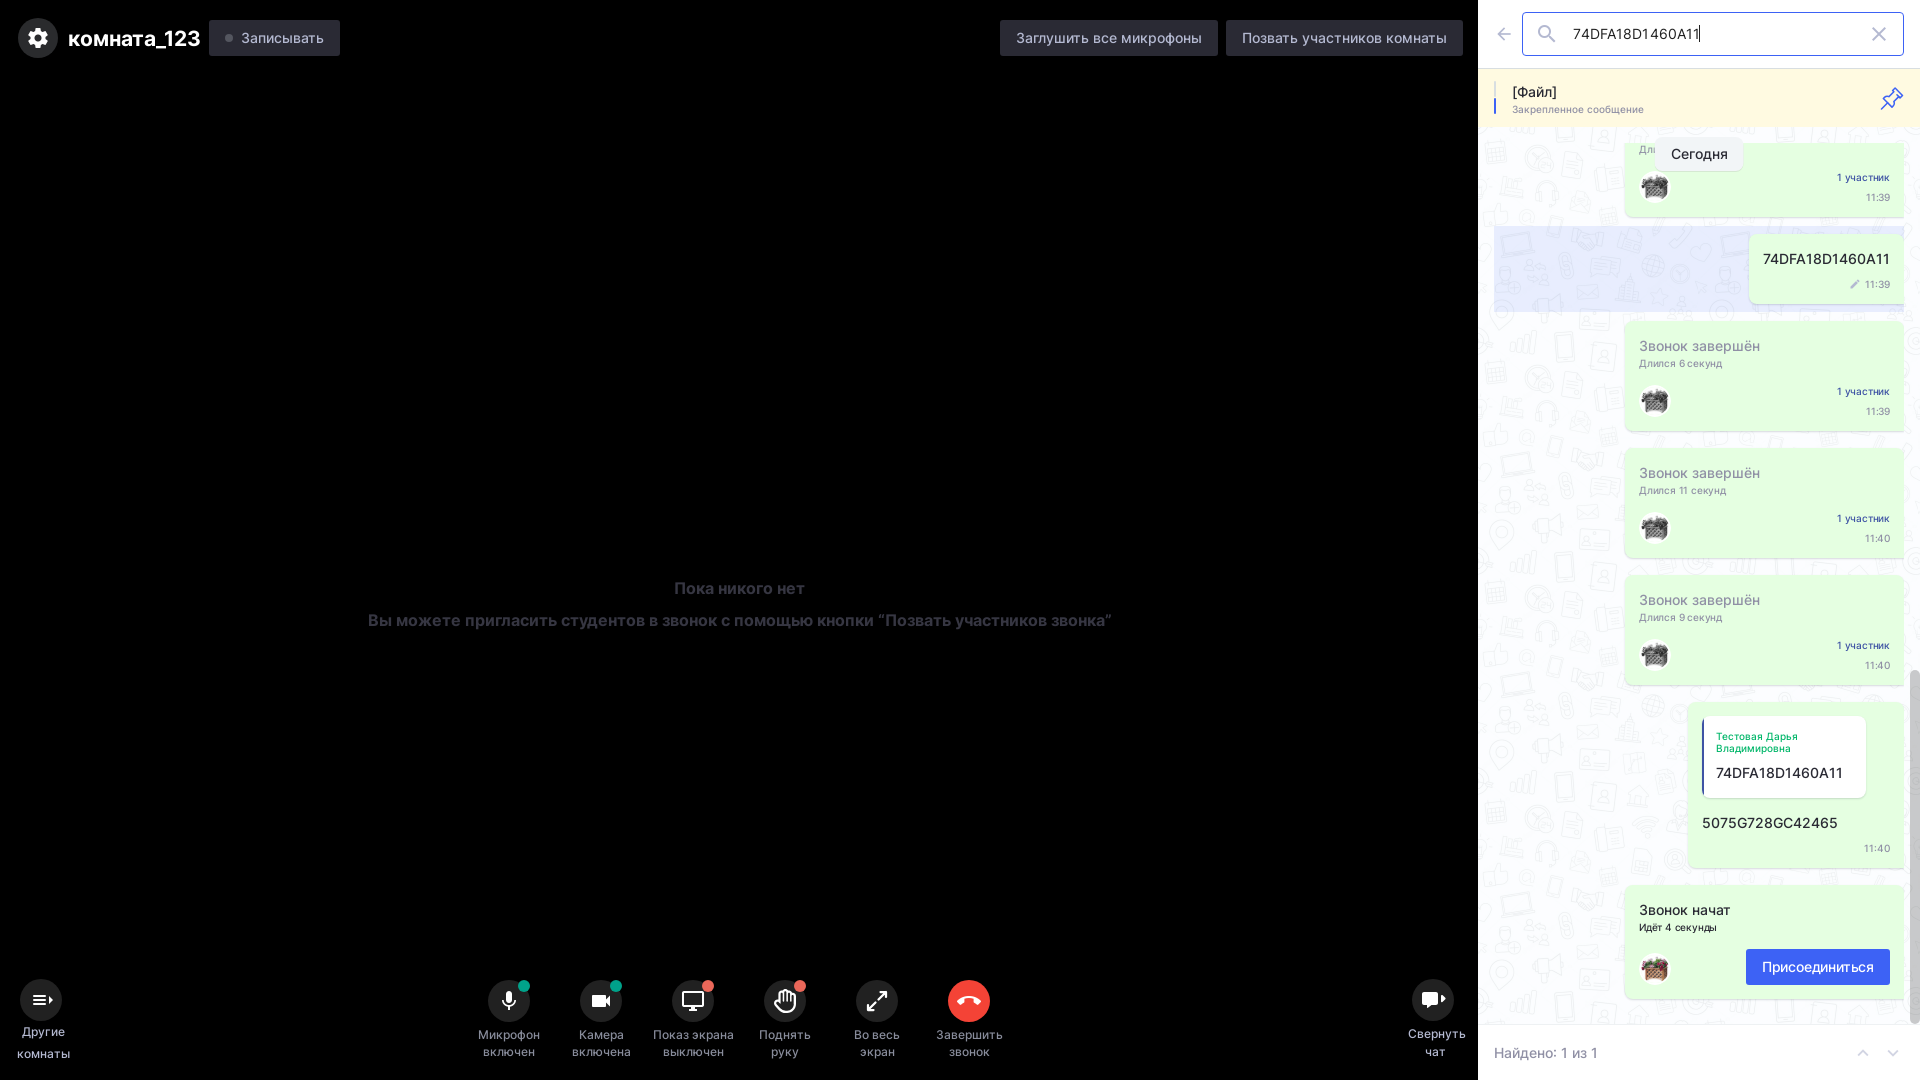 комната_123
Записывать
Заглушить все микрофоны
Позвать участников комнаты
74DFA18D1460A11
[Файл]
Закрепленное сообщение
Сегодня
1 участник
11:39
74DFA18D1460A11
11:39
Звонок завершён
Длился 6 секунд
1 участник
11:39
Звонок завершён
Длился 11 секунд
1 участник
11:40
Звонок завершён
Длился 9 секунд
1 участник
11:40
Тестовая Дарья
Владимировна
74DFA18D1460A11
5075G728GC42465
11:40
Звонок начат
Идёт 4 секунды
Присоединиться
Найдено: 1 из 1
Пока никого нет
Вы можете пригласить студентов в звонок с помощью кнопки “Позвать участников звонка”
Другие
комнаты
Микрофон
включен
Камера
включена
Показ экрана
выключен
Поднять
руку
Во весь
экран
Завершить
звонок
Свернуть
чат